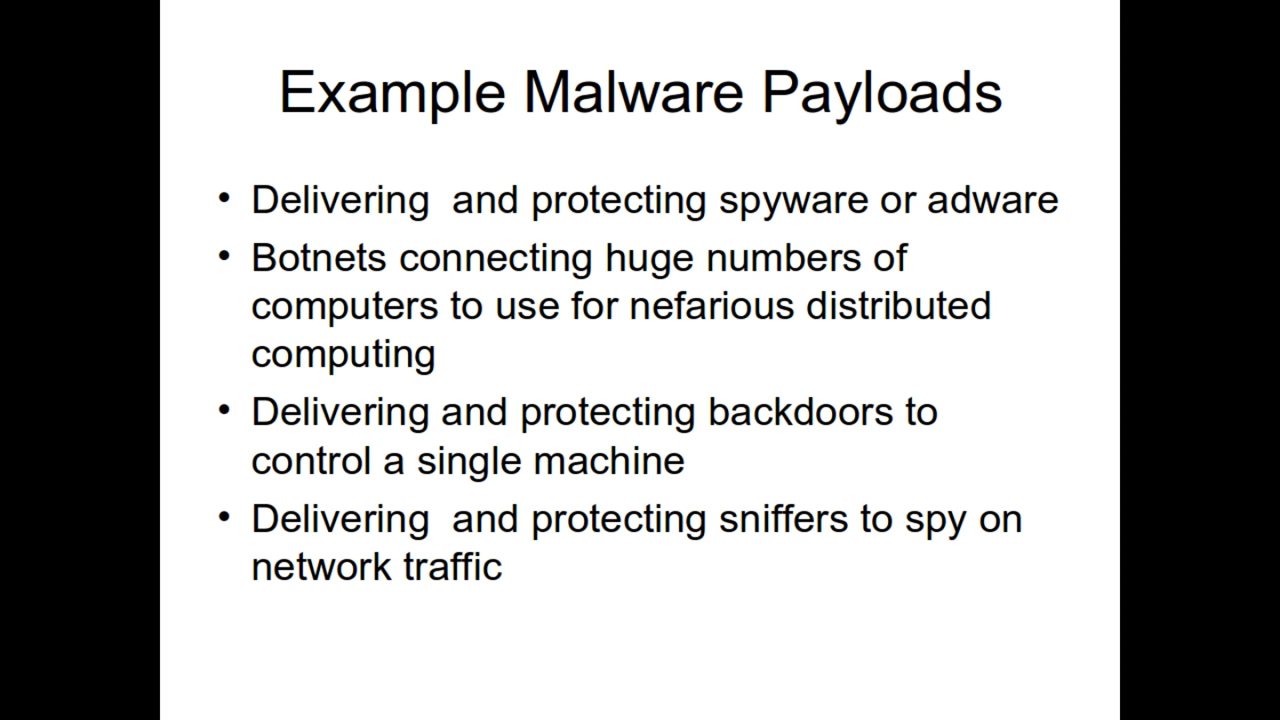 Example Malware Payloads
• Delivering  and protecting spyware or adware
• Botnets connecting huge numbers of
computers to use for nefarious distributed
computing
• Delivering and protecting backdoors to
control a single machine
• Delivering  and protecting sniffers to spy on
network traffic